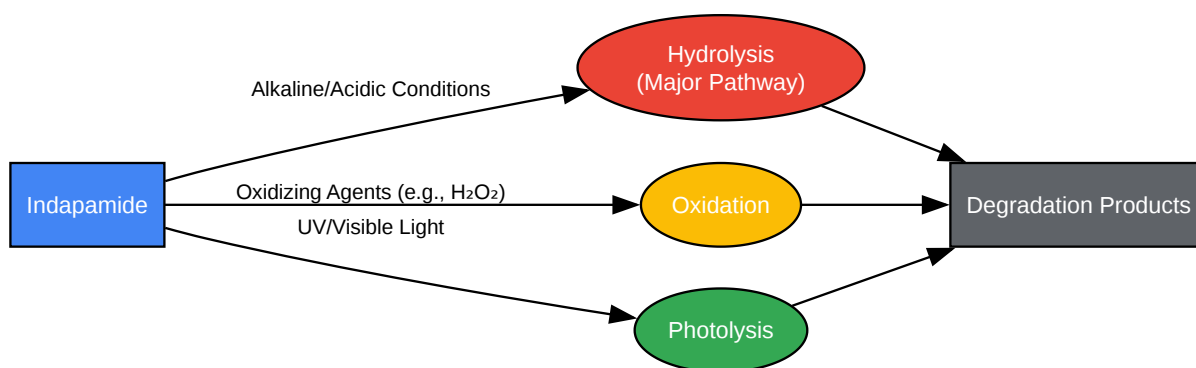 Hydrolysis
(Major Pathway)
Alkaline/Acidic Conditions
Indapamide
Oxidizing Agents (e.g., H₂O₂)
Oxidation
Degradation Products
UV/Visible Light
Photolysis